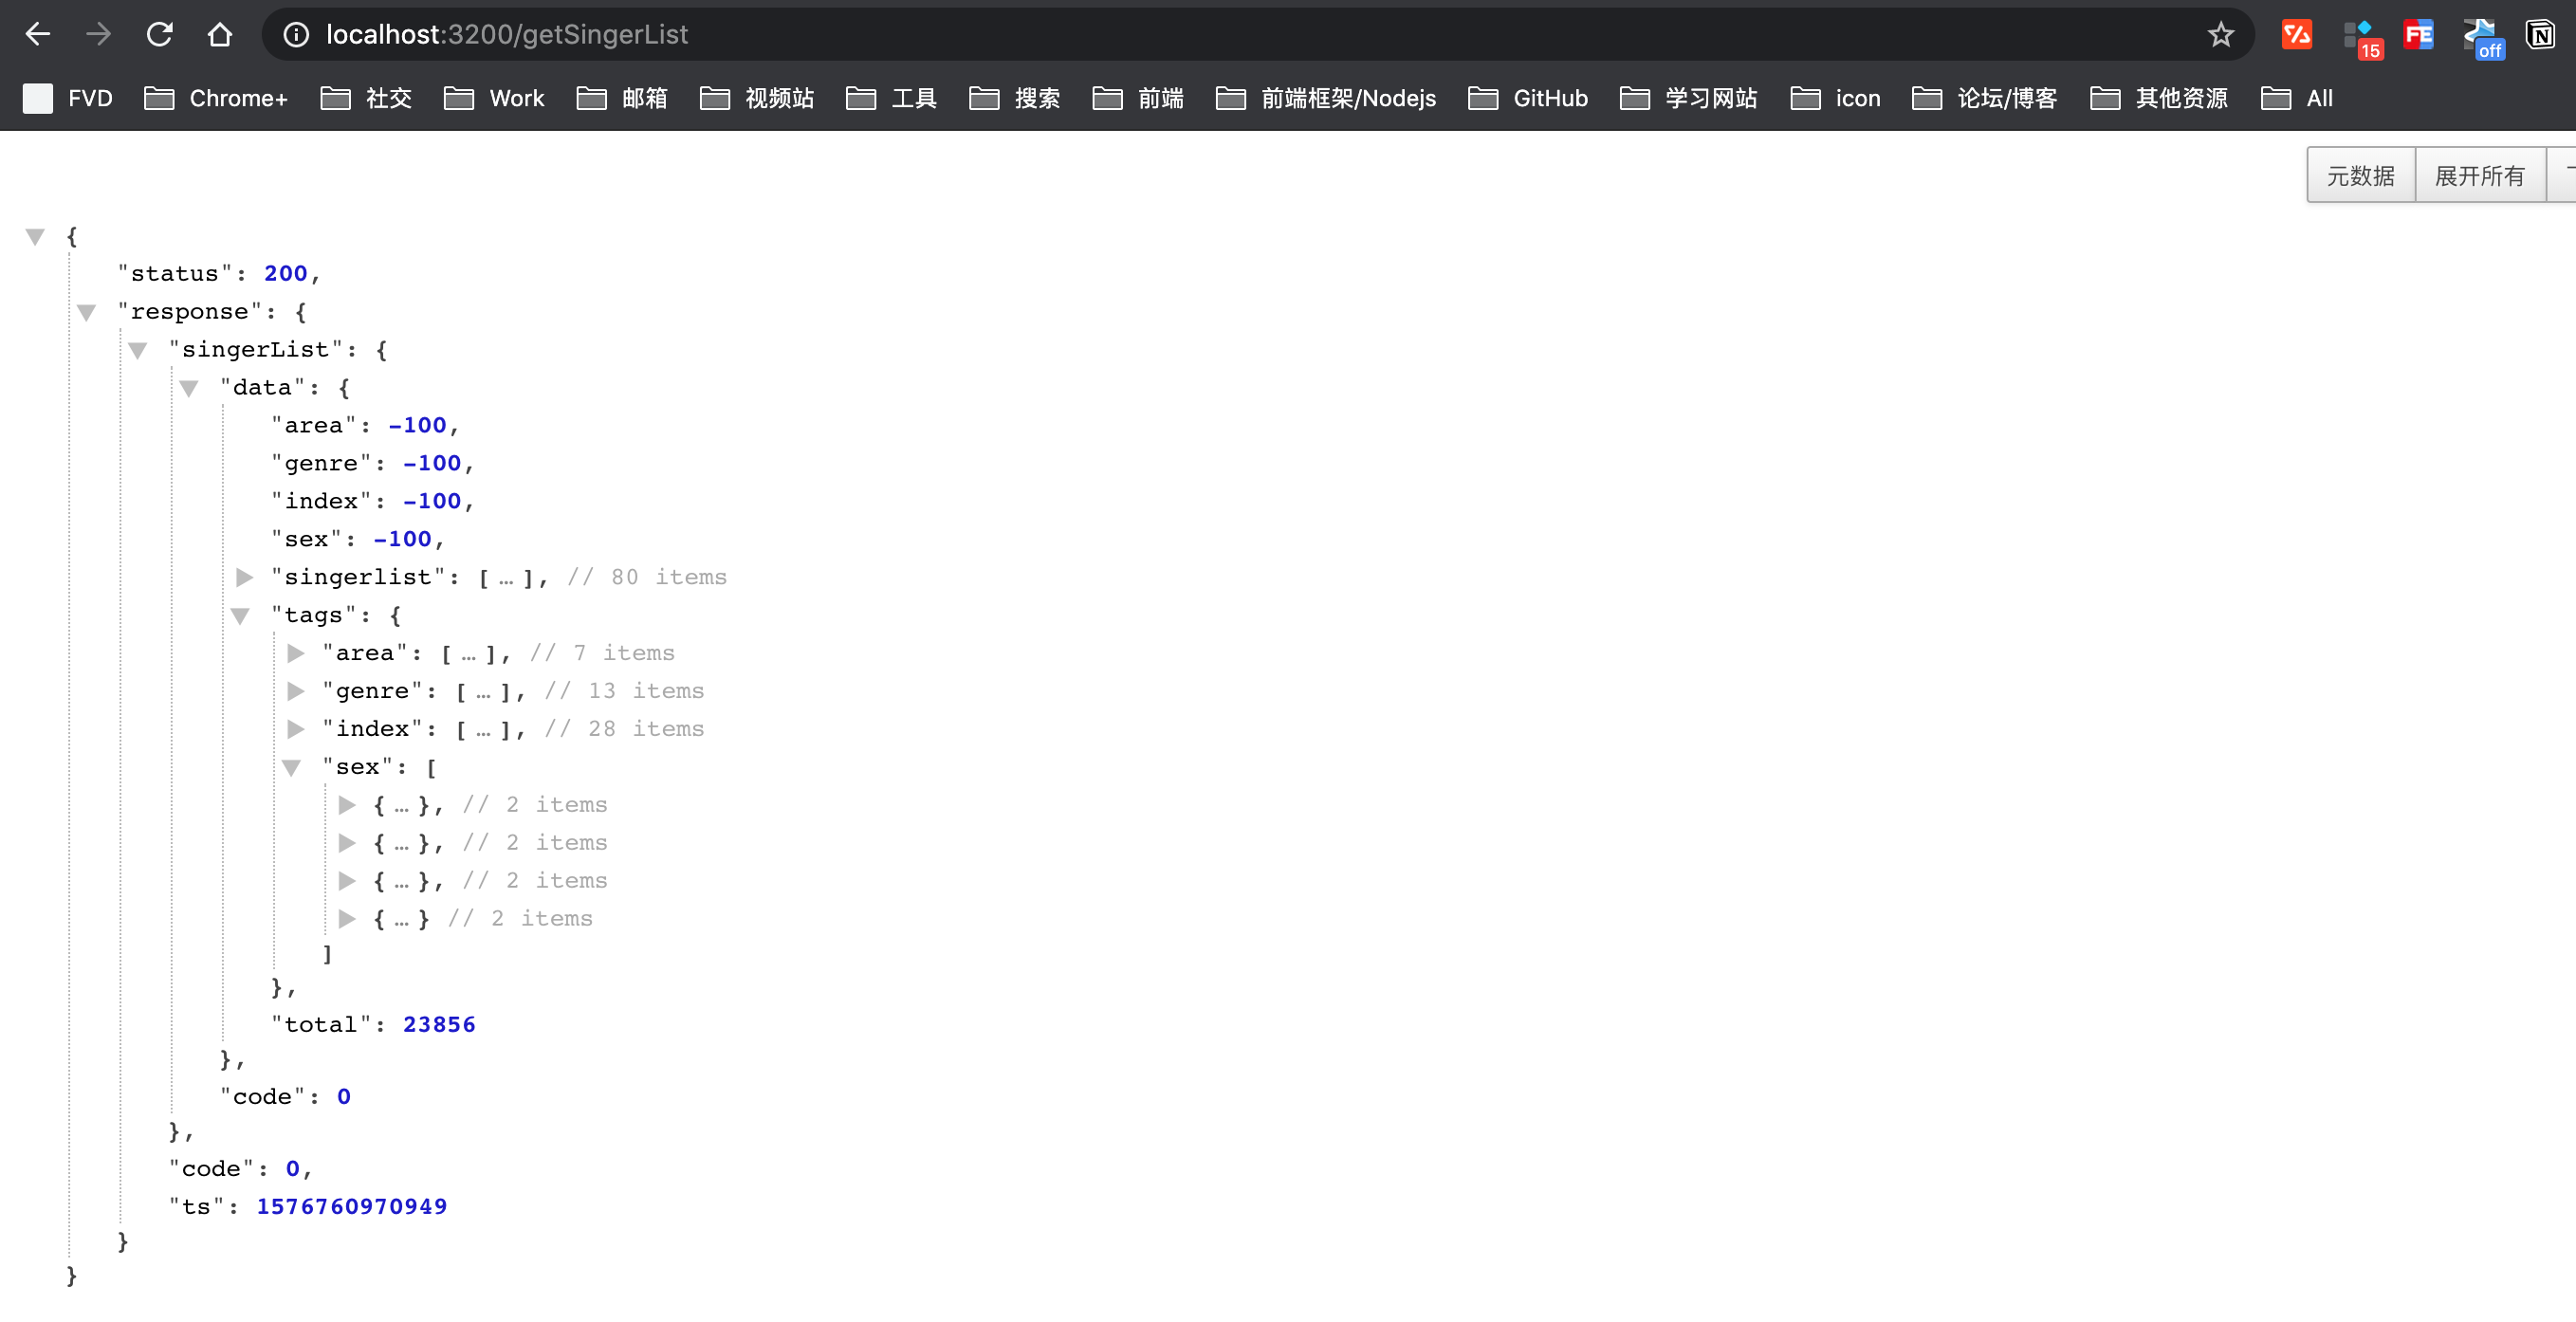 localhost:3200/getSingerList
15
FE
off
N
FVD Chrome+ 社交 Work 邮箱 视频站 工具 搜索 前端 前端框架/Nodejs GitHub 学习网站 icon 论坛/博客 其他资源 All
元数据 展开所有
{
"status": 200,
"response": {
"singerList": {
"data": {
"area": -100,
"genre": -100,
"index": -100,
"sex": -100,
"singerlist": [ … ], // 80 items
"tags": {
"area": [ … ], // 7 items
"genre": [ … ], // 13 items
"index": [ … ], // 28 items
"sex": [
{ … }, // 2 items
{ … }, // 2 items
{ … }, // 2 items
{ … } // 2 items
]
},
"total": 23856
},
"code": 0
},
"code": 0,
"ts": 1576760970949
}
}